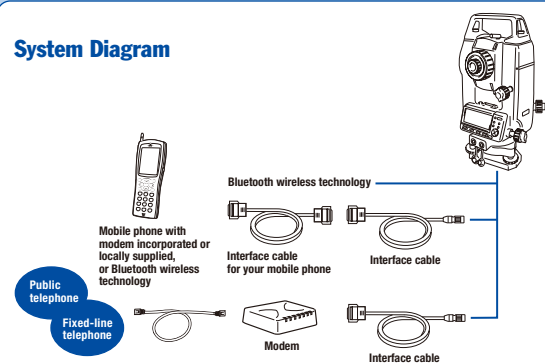 System Diagram
Bluetooth wireless technology
Mobile phone with
modem incorporated or
locally supplied,
or Bluetooth wireless
technology
Interface cable
for your mobile phone
Interface cable
Public
telephone
Fixed-line
telephone
Modem
Interface cable